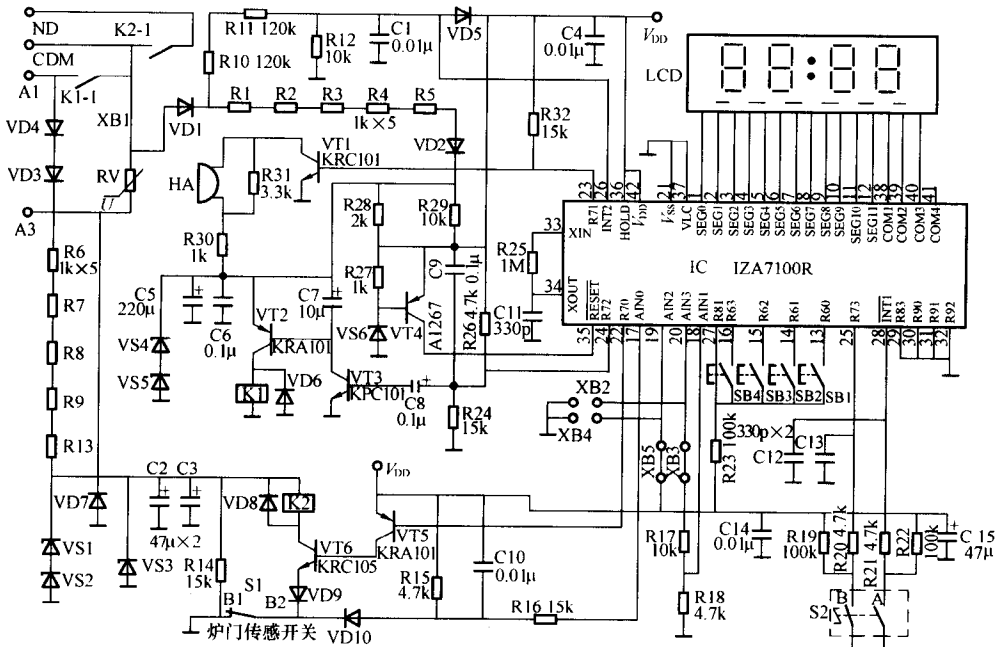 ND
K2-1
R11 120k
R12
10k
C1
0.01μ
VD5
C4
0.01μ
VDD
LCD
CDM
R10 120k
A1
K1-1
XB1
VD4
VD1
R1
R2
R3
R4
R5
1k×5
VD2
R32
15k
VD3
RV
U
HA
VT1
KRC101
R31
3.3k
A3
R28
2k
R29
10k
R30
1k
R27
1k
C9
0.1μ
R26 4.7k
R25
1M
C11
330p
23
26
36
42
21
37
1
2
3
4
5
6
7
8
9
10
11
12
38
39
40
41
R71
INT2
HOLD
VDD
VSS
VLC
SEG0
SEG1
SEG2
SEG3
SEG4
SEG5
SEG6
SEG7
SEG8
SEG9
SEG10
SEG11
COM1
COM2
COM3
COM4
33
XIN
IC IZA7100R
34
XOUT
RESET
R72
R70
AIN0
AIN2
AIN3
AIN1
R81
R63
R62
R61
R60
R73
INT1
R83
R90
R91
R92
35
24
22
17
19
20
18
27
16
15
14
13
25
28
29
30
31
32
R6
1k×5
R7
R8
R9
R13
C5
220μ
C6
0.1μ
C7
10μ
VT2
KRA101
VS4
VS5
K1
VD6
VS6
VT4
A1267
VT3
KPC101
C8
0.1μ
R24
15k
XB2
XB4
XB5
XB3
SB4
SB3
SB2
SB1
R23 100k
330p×2
C12
C13
VDD
VD7
VS1
VS2
VS3
C2
C3
47μ×2
R14
15k
VD8
K2
VT6
KRC105
VT5
KRA101
VD9
R15
4.7k
C10
0.01μ
R17
10k
R18
4.7k
C14
0.01μ
R19
100k
R20 4.7k
R21 4.7k
R22
100k
C15
47μ
S1
B1
B2
炉门传感开关
VD10
R16 15k
S2
B
A